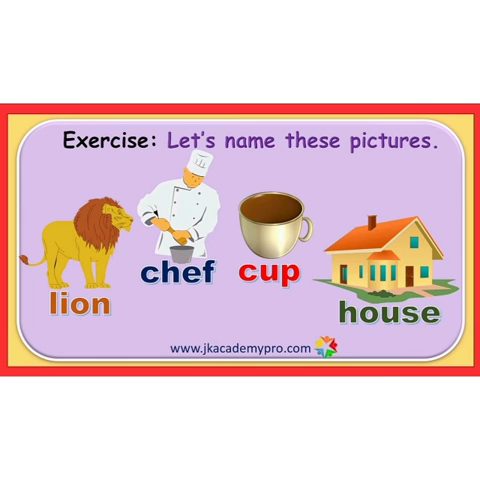 Exercise: Let's name these pictures.
lion
chef
cup
house
www.jkacademypro.com